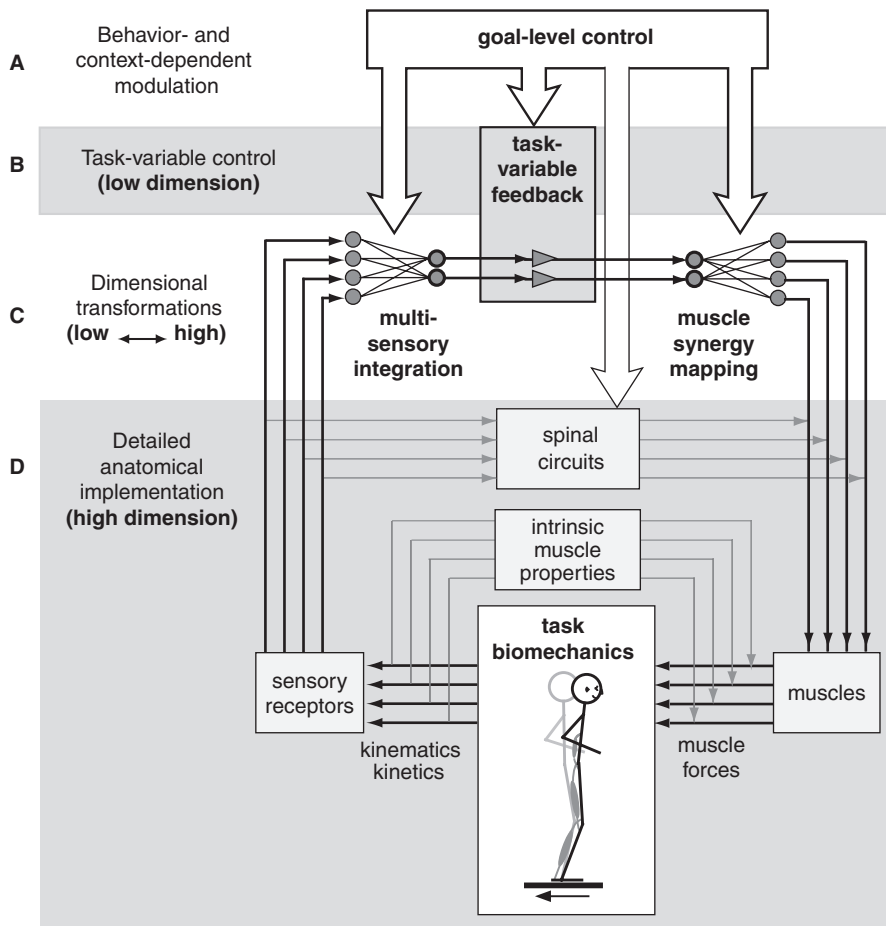 A
Behavior- and
context-dependent
modulation
goal-level control
B
Task-variable control
(low dimension)
task-
variable
feedback
C
Dimensional
transformations
(low ⟷ high)
multi-
sensory
integration
muscle
synergy
mapping
D
Detailed
anatomical
implementation
(high dimension)
spinal
circuits
intrinsic
muscle
properties
task
biomechanics
sensory
receptors
muscles
kinematics
kinetics
muscle
forces